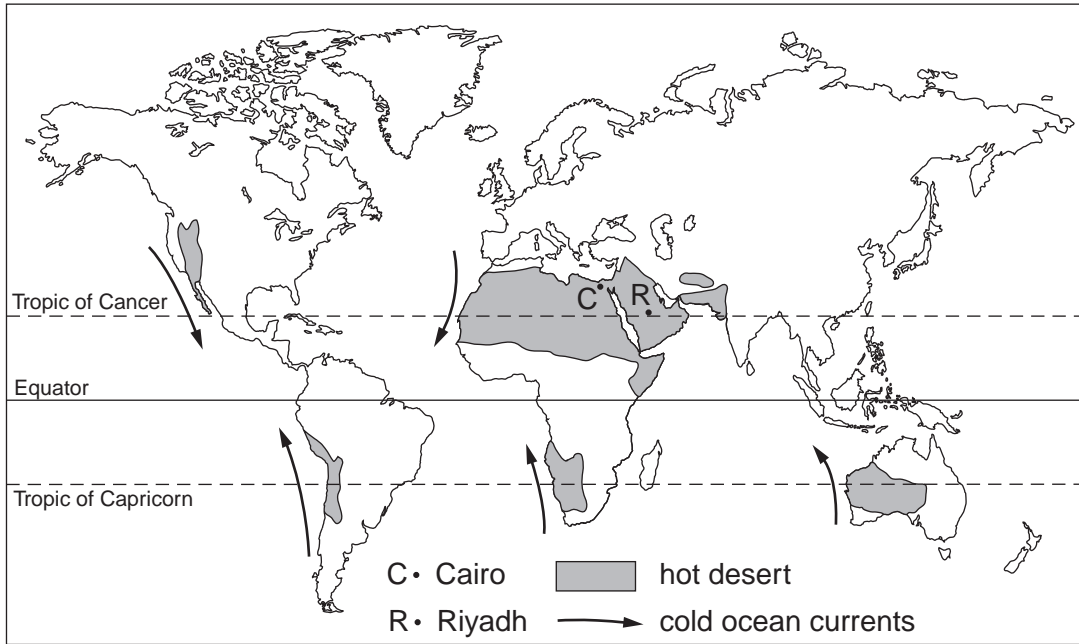 Tropic of Cancer
C
R
Equator
Tropic of Capricorn
C• Cairo
hot desert
R• Riyadh
cold ocean currents